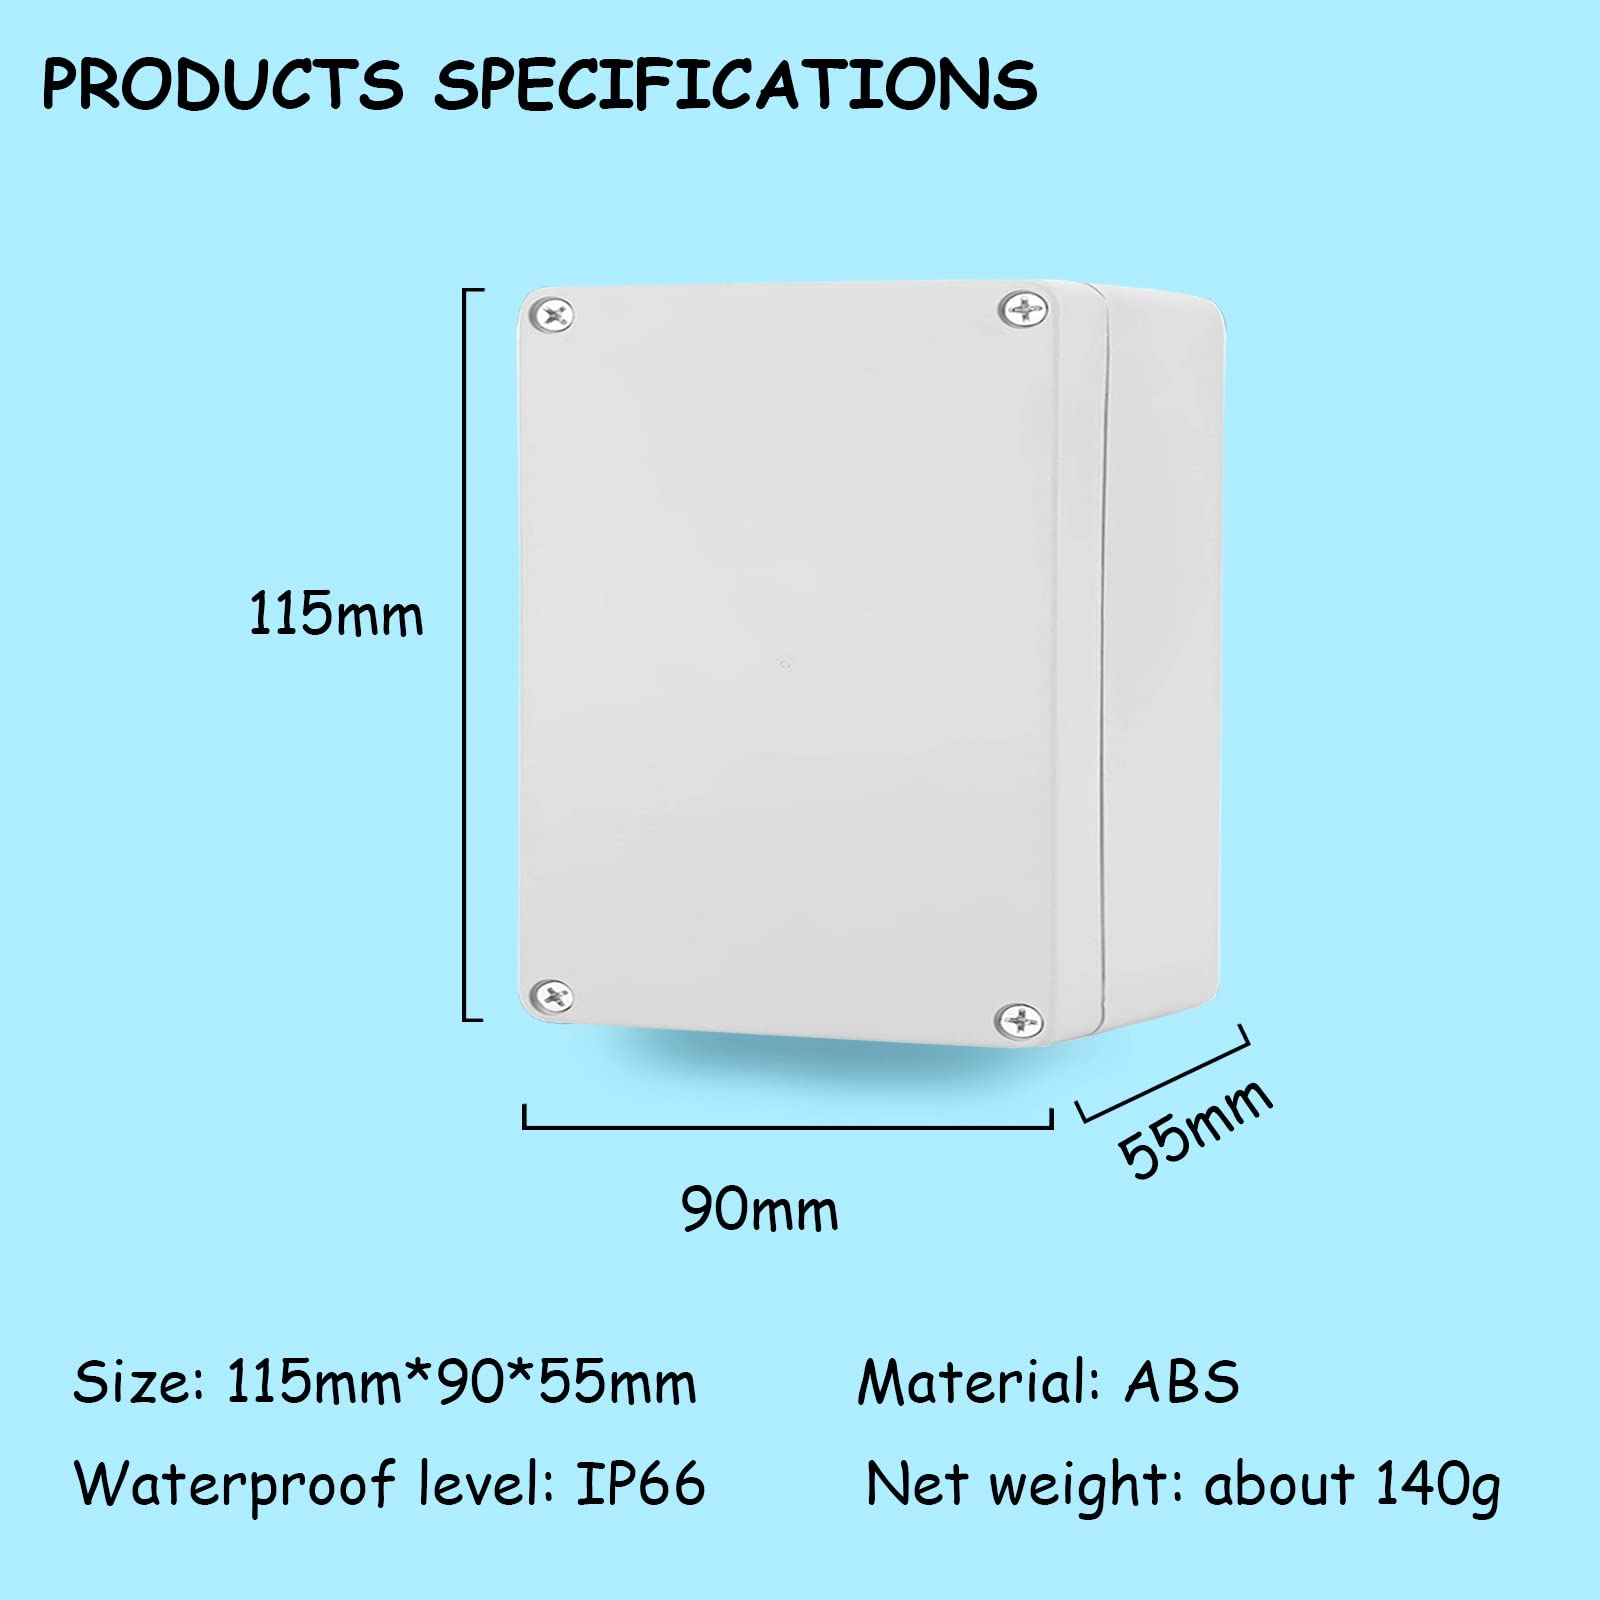 PRODUCTS SPECIFICATIONS
115mm
55mm
90mm
Size: 115mm*90*55mm
Material: ABS
Waterproof level: IP66
Net weight: about 140g